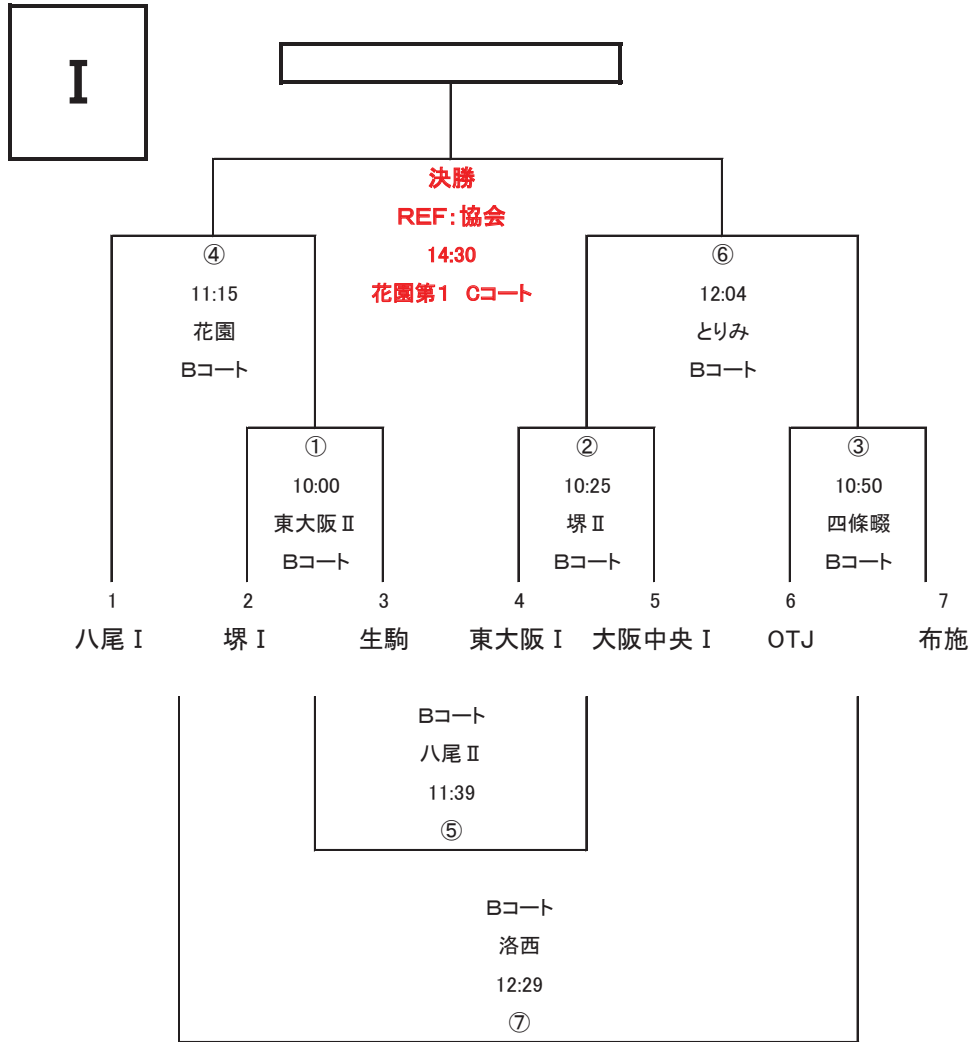 I
決勝
REF:協会
14:30
花園第1 Cコート
④
11:15
花園
Bコート
⑥
12:04
とりみ
Bコート
①
10:00
東大阪Ⅱ
Bコート
②
10:25
堺Ⅱ
Bコート
③
10:50
四條畷
Bコート
1 2 3 4 5 6 7
八尾Ⅰ 堺Ⅰ 生駒 東大阪Ⅰ 大阪中央Ⅰ OTJ 布施
Bコート
八尾Ⅱ
11:39
⑤
Bコート
洛西
12:29
⑦